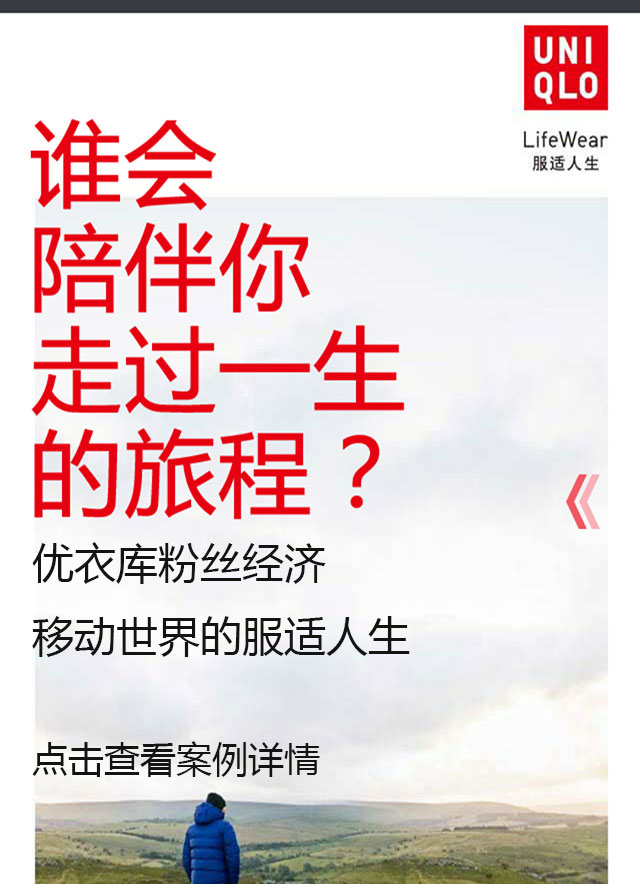 UNI
QLO
LifeWear
服适人生
谁会
陪伴你
走过一生
的旅程？
优衣库粉丝经济
移动世界的服适人生
点击查看案例详情